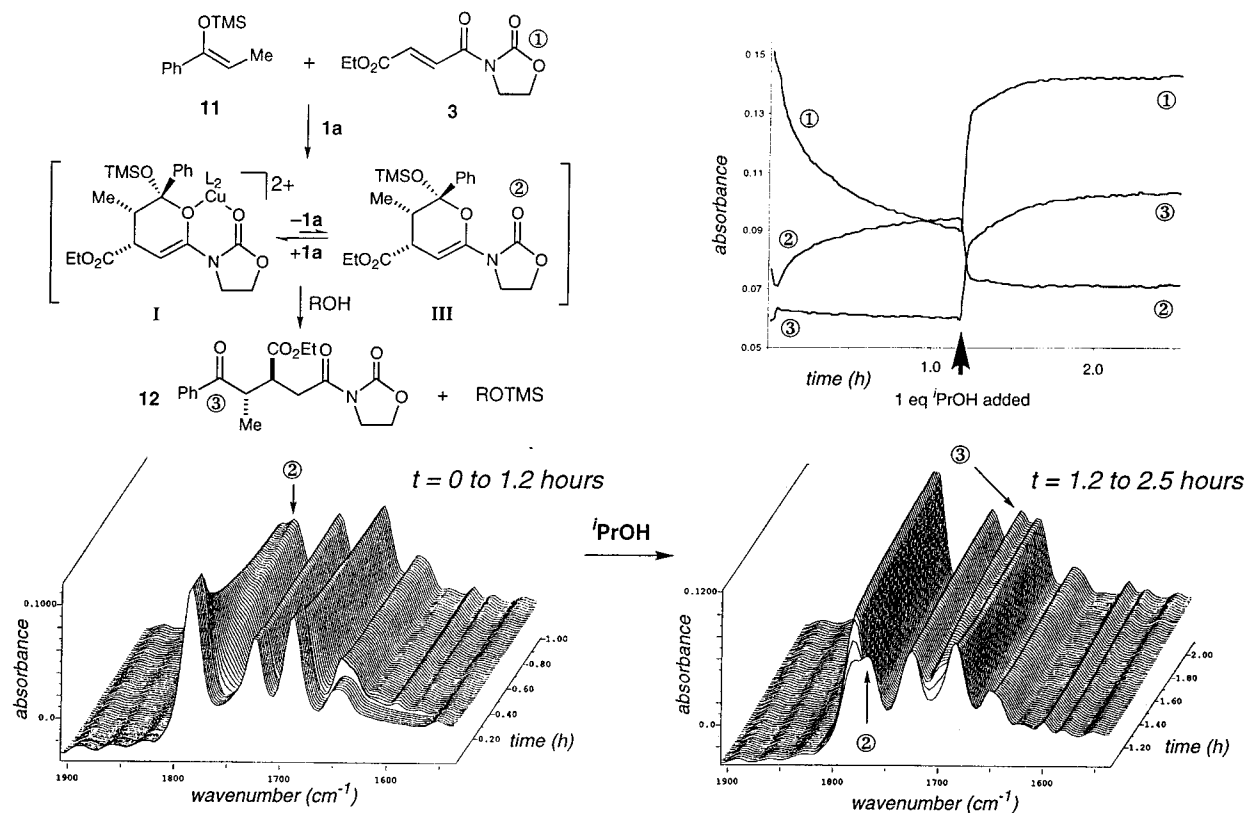 OTMS
Ph
Me
11
+
EtO₂C
O
O
N
O
①
3
1a
TMSO
Ph
L₂
Cu
2+
Me
O
O
EtO₂C
N
O
I
−1a
+1a
TMSO
Ph
②
Me
O
O
EtO₂C
N
O
III
ROH
12
O
CO₂Et
O
O
Ph
③
N
O
Me
+
ROTMS
0.15
0.13
0.11
0.09
0.07
0.05
absorbance
①
②
③
①
③
②
1.0
2.0
time (h)
1 eq ⁱPrOH added
②
t = 0 to 1.2 hours
0.1000
0.0
absorbance
1.00
0.80
0.60
0.40
0.20
time (h)
1900
1800
1700
1600
wavenumber (cm⁻¹)
ⁱPrOH
③
t = 1.2 to 2.5 hours
0.1200
0.0
absorbance
②
2.00
1.80
1.60
1.40
1.20
time (h)
1900
1800
1700
1600
wavenumber (cm⁻¹)